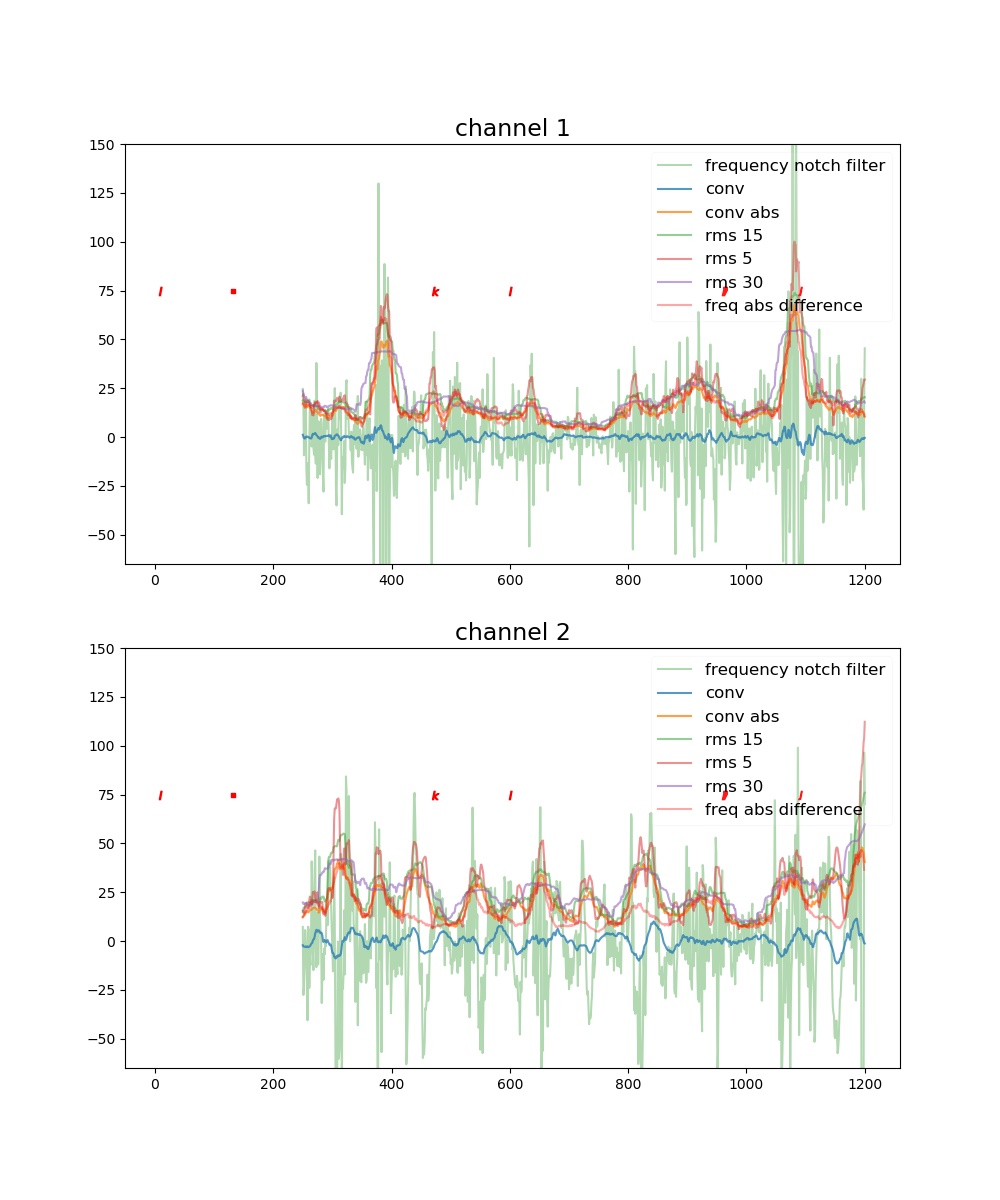 channel 1
150
125
100
75
50
25
0
−25
−50
frequency notch filter
conv
conv abs
rms 15
rms 5
rms 30
freq abs difference
l
k
l
l
0 200 400 600 800 1000 1200
channel 2
150
125
100
75
50
25
0
−25
−50
frequency notch filter
conv
conv abs
rms 15
rms 5
rms 30
freq abs difference
l
k
l
l
0 200 400 600 800 1000 1200